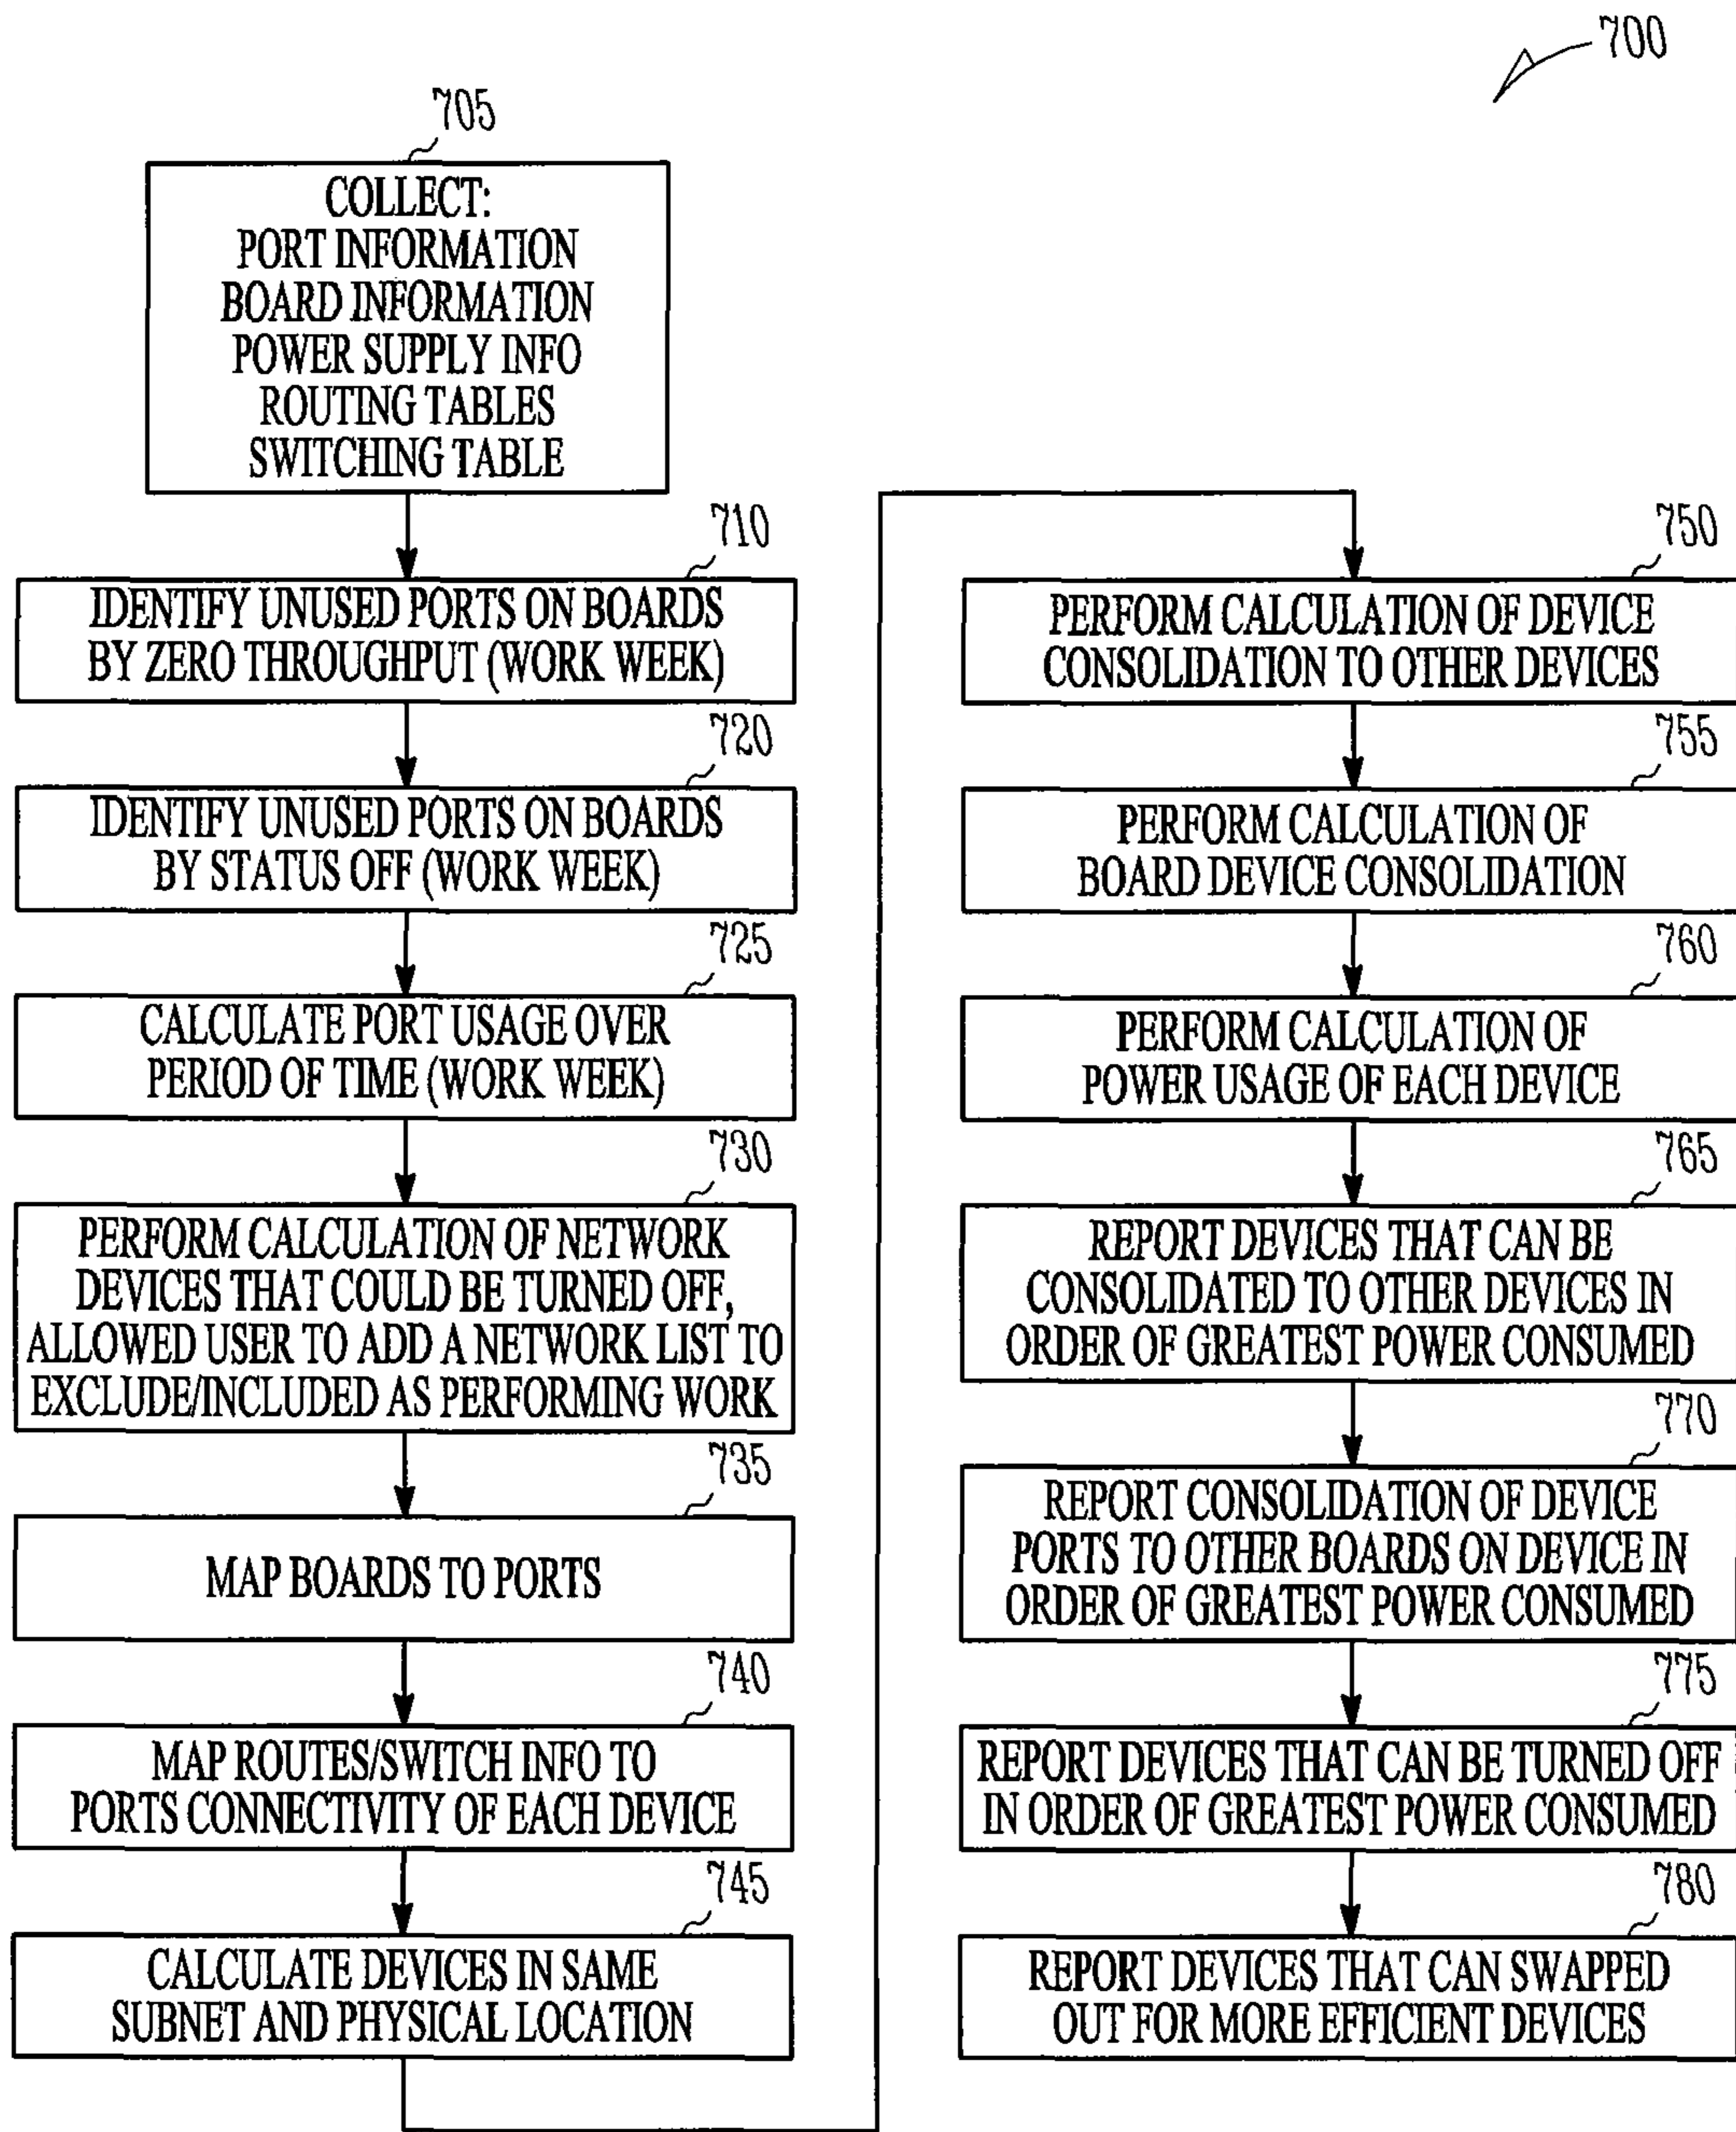 700
705
COLLECT:
PORT INFORMATION
BOARD INFORMATION
POWER SUPPLY INFO
ROUTING TABLES
SWITCHING TABLE
710
IDENTIFY UNUSED PORTS ON BOARDS
BY ZERO THROUGHPUT (WORK WEEK)
720
IDENTIFY UNUSED PORTS ON BOARDS
BY STATUS OFF (WORK WEEK)
725
CALCULATE PORT USAGE OVER
PERIOD OF TIME (WORK WEEK)
730
PERFORM CALCULATION OF NETWORK
DEVICES THAT COULD BE TURNED OFF,
ALLOWED USER TO ADD A NETWORK LIST TO
EXCLUDE/INCLUDED AS PERFORMING WORK
735
MAP BOARDS TO PORTS
740
MAP ROUTES/SWITCH INFO TO
PORTS CONNECTIVITY OF EACH DEVICE
745
CALCULATE DEVICES IN SAME
SUBNET AND PHYSICAL LOCATION
750
PERFORM CALCULATION OF DEVICE
CONSOLIDATION TO OTHER DEVICES
755
PERFORM CALCULATION OF
BOARD DEVICE CONSOLIDATION
760
PERFORM CALCULATION OF
POWER USAGE OF EACH DEVICE
765
REPORT DEVICES THAT CAN BE
CONSOLIDATED TO OTHER DEVICES IN
ORDER OF GREATEST POWER CONSUMED
770
REPORT CONSOLIDATION OF DEVICE
PORTS TO OTHER BOARDS ON DEVICE IN
ORDER OF GREATEST POWER CONSUMED
775
REPORT DEVICES THAT CAN BE TURNED OFF
IN ORDER OF GREATEST POWER CONSUMED
780
REPORT DEVICES THAT CAN SWAPPED
OUT FOR MORE EFFICIENT DEVICES